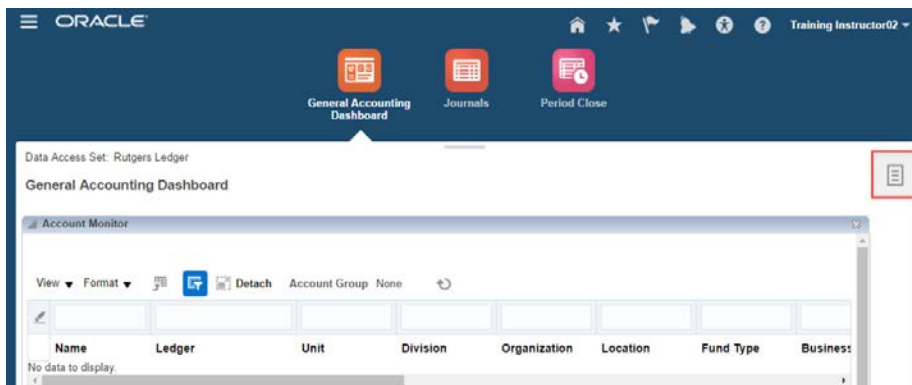 ORACLE
Training Instructor02
General Accounting Dashboard
Journals
Period Close
Data Access Set: Rutgers Ledger
General Accounting Dashboard
Account Monitor
View Format Detach Account Group None
Name Ledger Unit Division Organization Location Fund Type Business
No data to display.